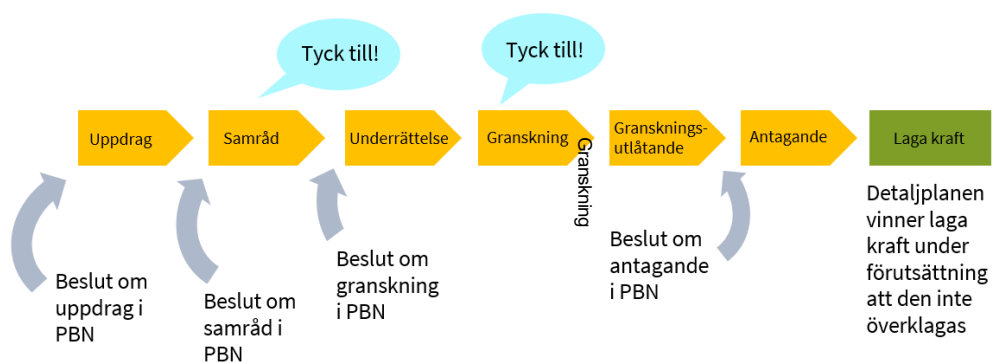 Tyck till!
Tyck till!
Uppdrag
Samråd
Underrättelse
Granskning
Granskning
Gransknings-
utlåtande
Antagande
Laga kraft
Beslut om
uppdrag i
PBN
Beslut om
samråd i
PBN
Beslut om
granskning
i PBN
Beslut om
antagande
i PBN
Detaljplanen
vinner laga
kraft under
förutsättning
att den inte
överklagas